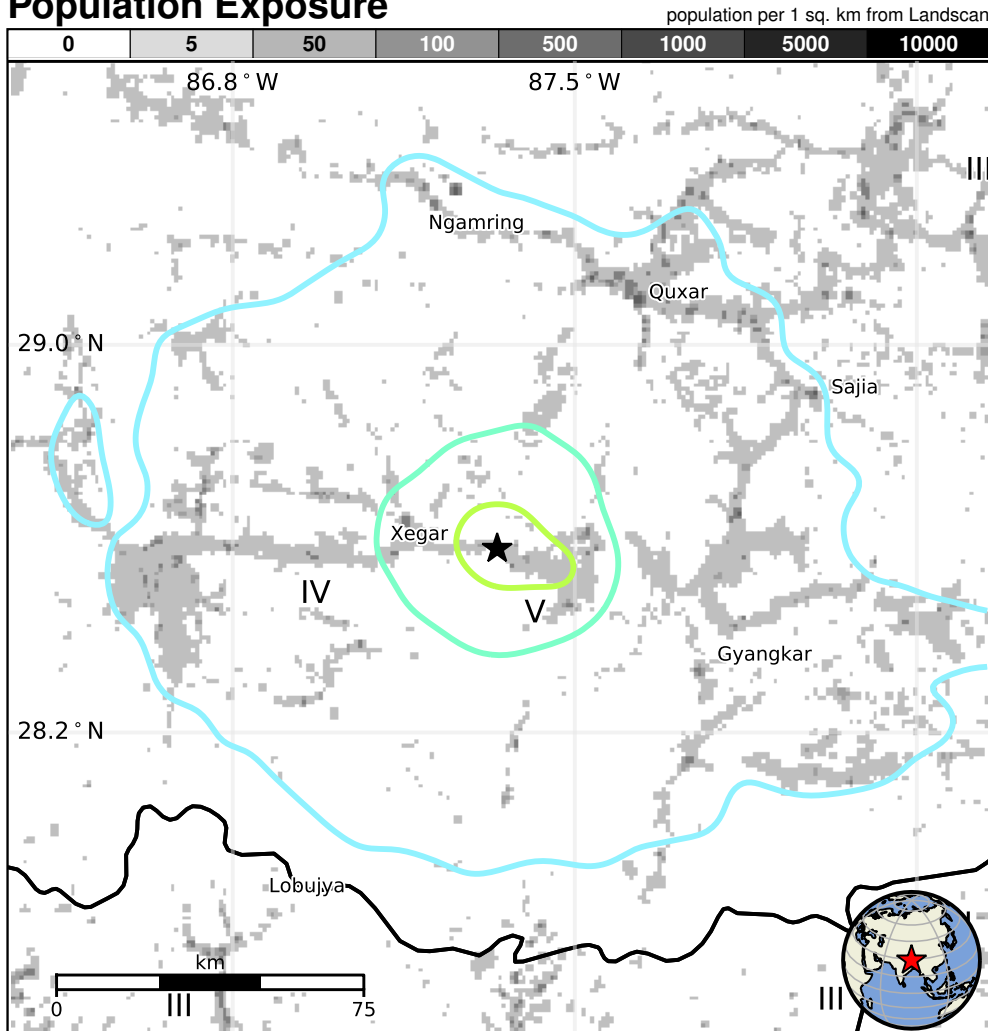 Population Exposure
population per 1 sq. km from Landscan
0 5 50 100 500 1000 5000 10000
86.8°W 87.5°W
III
Ngamring
Quxar
29.0°N
Sajia
Xegar
IV
V
Gyangkar
28.2°N
Lobujya
km
0 75
III
III